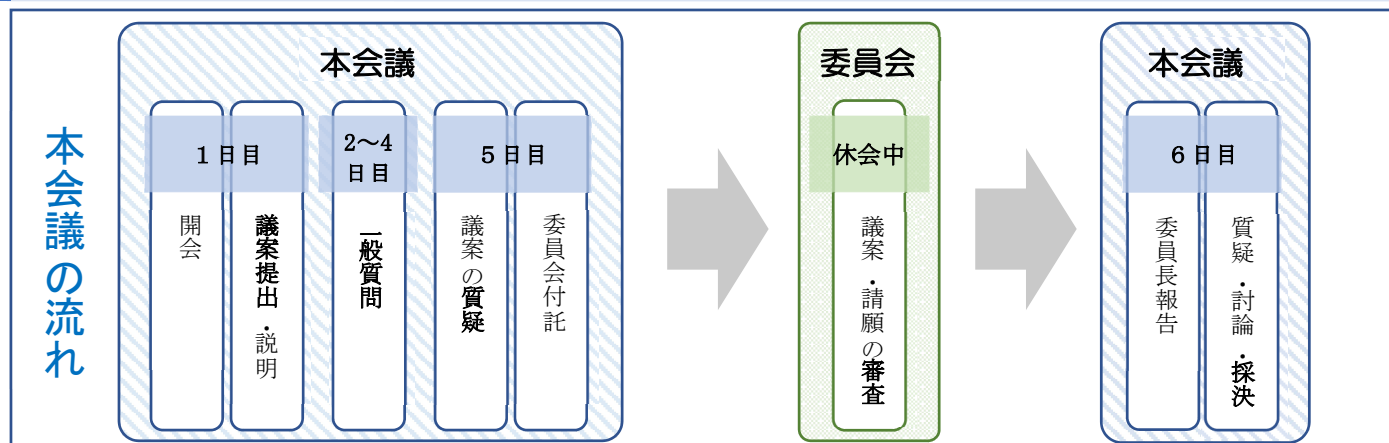 本会議の流れ
本会議
1日目
開会
議案提出・説明
2～4
日目
一般質問
5日目
議案の質疑
委員会付託
委員会
休会中
議案・請願の審査
本会議
6日目
委員長報告
質疑・討論・採決